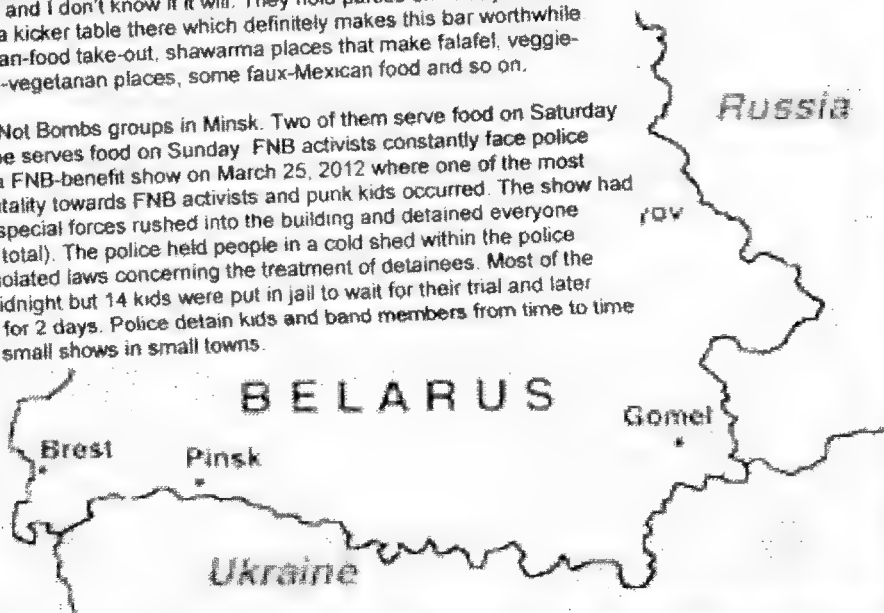 and I don't know if it will. They hold
a kicker table there which definitely makes this bar worthwhile
an-food take-out, shawarma places that make falafel, veggie-
-vegetarian places, some faux-Mexican food and so on.
Not Bombs groups in Minsk. Two of them serve food on Saturday
e serves food on Sunday FNB activists constantly face police
FNB-benefit show on March 25, 2012 where one of the most
tality towards FNB activists and punk kids occurred. The show had
special forces rushed into the building and detained everyone
total). The police held people in a cold shed within the police
olated laws concerning the treatment of detainees. Most of the
idnight but 14 kids were put in jail to wait for their trial and later
for 2 days. Police detain kids and band members from time to time
small shows in small towns.
Russia
BELARUS
Gomel
Brest
Pinsk
Ukraine